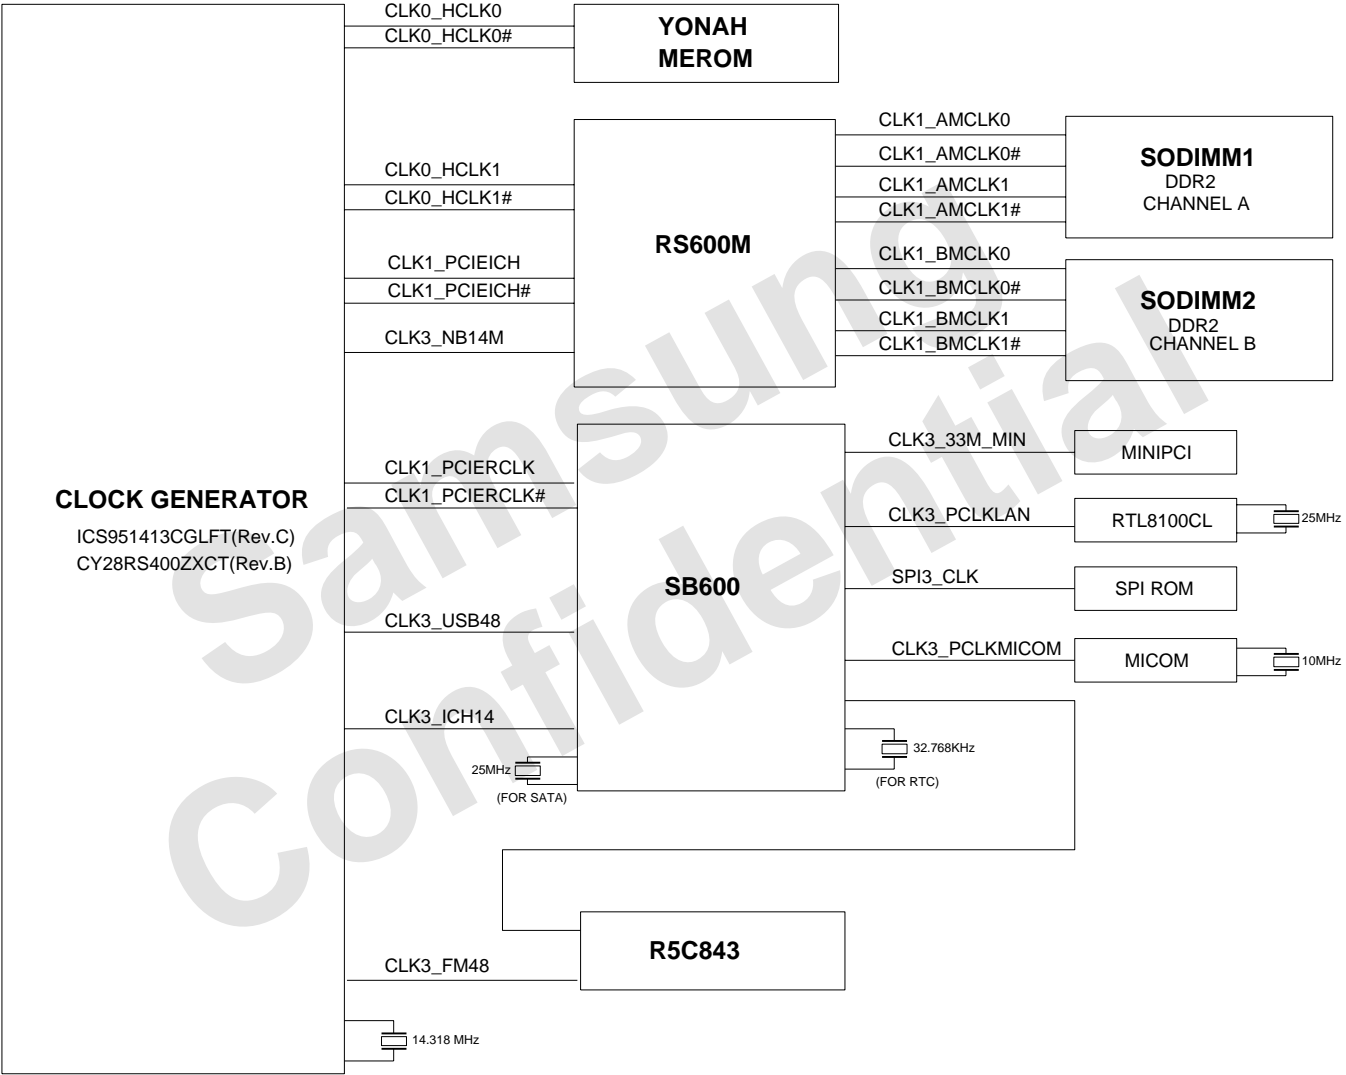 CLK0_HCLK0
CLK0_HCLK0#
YONAH
MEROM
CLK1_AMCLK0
CLK1_AMCLK0#
CLK1_AMCLK1
CLK1_AMCLK1#
SODIMM1
DDR2
CHANNEL A
CLK0_HCLK1
CLK0_HCLK1#
RS600M
CLK1_PCIEICH
CLK1_PCIEICH#
CLK3_NB14M
CLK1_BMCLK0
CLK1_BMCLK0#
CLK1_BMCLK1
CLK1_BMCLK1#
SODIMM2
DDR2
CHANNEL B
CLK3_33M_MIN
MINIPCI
CLK1_PCIERCLK
CLK1_PCIERCLK#
CLOCK GENERATOR
ICS951413CGLFT(Rev.C)
CY28RS400ZXCT(Rev.B)
CLK3_PCLKLAN
RTL8100CL
25MHz
SB600
SPI3_CLK
SPI ROM
CLK3_USB48
CLK3_PCLKMICOM
MICOM
10MHz
CLK3_ICH14
25MHz
(FOR SATA)
32.768KHz
(FOR RTC)
R5C843
CLK3_FM48
14.318 MHz
Samsung
Confidential